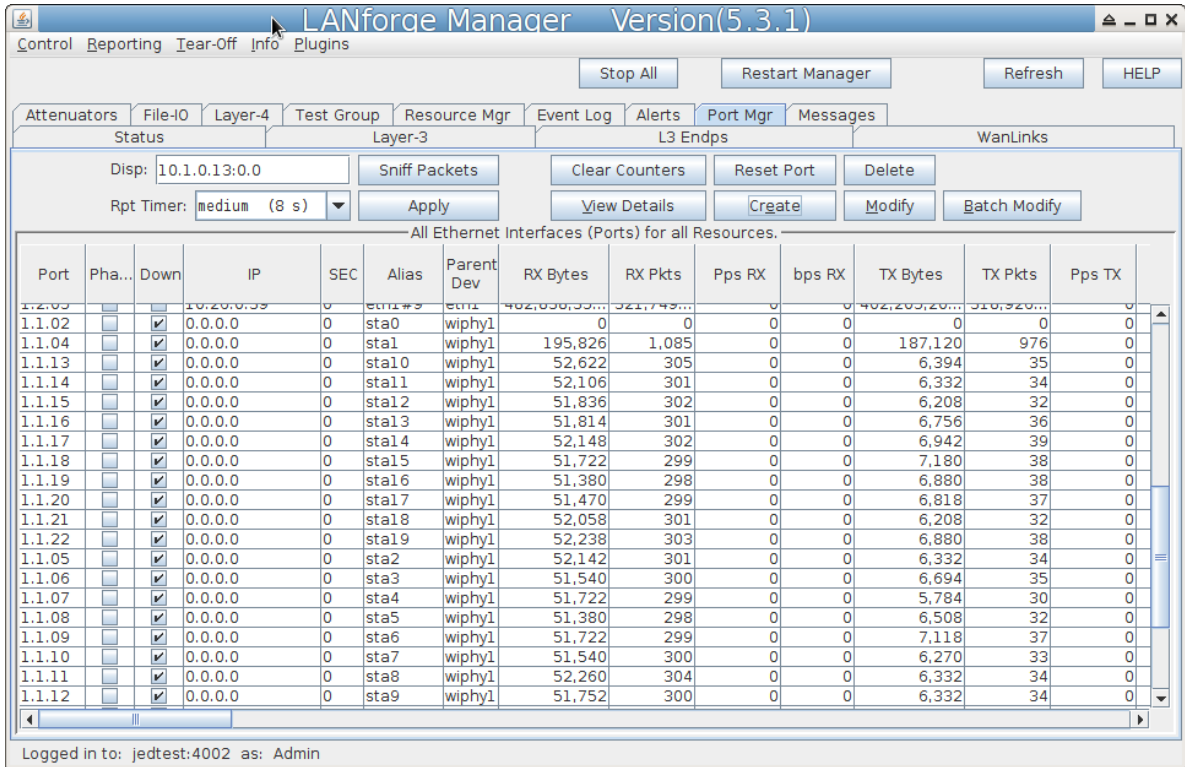 LANforge Manager Version(5.3.1)
Control Reporting Tear-Off Info Plugins
Stop All Restart Manager Refresh HELP
Attenuators File-IO Layer-4 Test Group Resource Mgr Event Log Alerts Port Mgr Messages
Status Layer-3 L3 Endps WanLinks
Disp: 10.1.0.13:0.0 Sniff Packets Clear Counters Reset Port Delete
Rpt Timer: medium (8 s) Apply View Details Create Modify Batch Modify
All Ethernet Interfaces (Ports) for all Resources.
Port Pha... Down IP SEC Alias Parent Dev RX Bytes RX Pkts Pps RX bps RX TX Bytes TX Pkts Pps TX
1.1.02 0.0.0.0 0 sta0 wiphy1 0 0 0 0 0 0 0
1.1.04 0.0.0.0 0 sta1 wiphy1 195,826 1,085 0 0 187,120 976 0
1.1.13 0.0.0.0 0 sta10 wiphy1 52,622 305 0 0 6,394 35 0
1.1.14 0.0.0.0 0 sta11 wiphy1 52,106 301 0 0 6,332 34 0
1.1.15 0.0.0.0 0 sta12 wiphy1 51,836 302 0 0 6,208 32 0
1.1.16 0.0.0.0 0 sta13 wiphy1 51,814 301 0 0 6,756 36 0
1.1.17 0.0.0.0 0 sta14 wiphy1 52,148 302 0 0 6,942 39 0
1.1.18 0.0.0.0 0 sta15 wiphy1 51,722 299 0 0 7,180 38 0
1.1.19 0.0.0.0 0 sta16 wiphy1 51,380 298 0 0 6,880 38 0
1.1.20 0.0.0.0 0 sta17 wiphy1 51,470 299 0 0 6,818 37 0
1.1.21 0.0.0.0 0 sta18 wiphy1 52,058 301 0 0 6,208 32 0
1.1.22 0.0.0.0 0 sta19 wiphy1 52,238 303 0 0 6,880 38 0
1.1.05 0.0.0.0 0 sta2 wiphy1 52,142 301 0 0 6,332 34 0
1.1.06 0.0.0.0 0 sta3 wiphy1 51,540 300 0 0 6,694 35 0
1.1.07 0.0.0.0 0 sta4 wiphy1 51,722 299 0 0 5,784 30 0
1.1.08 0.0.0.0 0 sta5 wiphy1 51,380 298 0 0 6,508 32 0
1.1.09 0.0.0.0 0 sta6 wiphy1 51,722 299 0 0 7,118 37 0
1.1.10 0.0.0.0 0 sta7 wiphy1 51,540 300 0 0 6,270 33 0
1.1.11 0.0.0.0 0 sta8 wiphy1 52,260 304 0 0 6,332 34 0
1.1.12 0.0.0.0 0 sta9 wiphy1 51,752 300 0 0 6,332 34 0
Logged in to: jedtest:4002 as: Admin